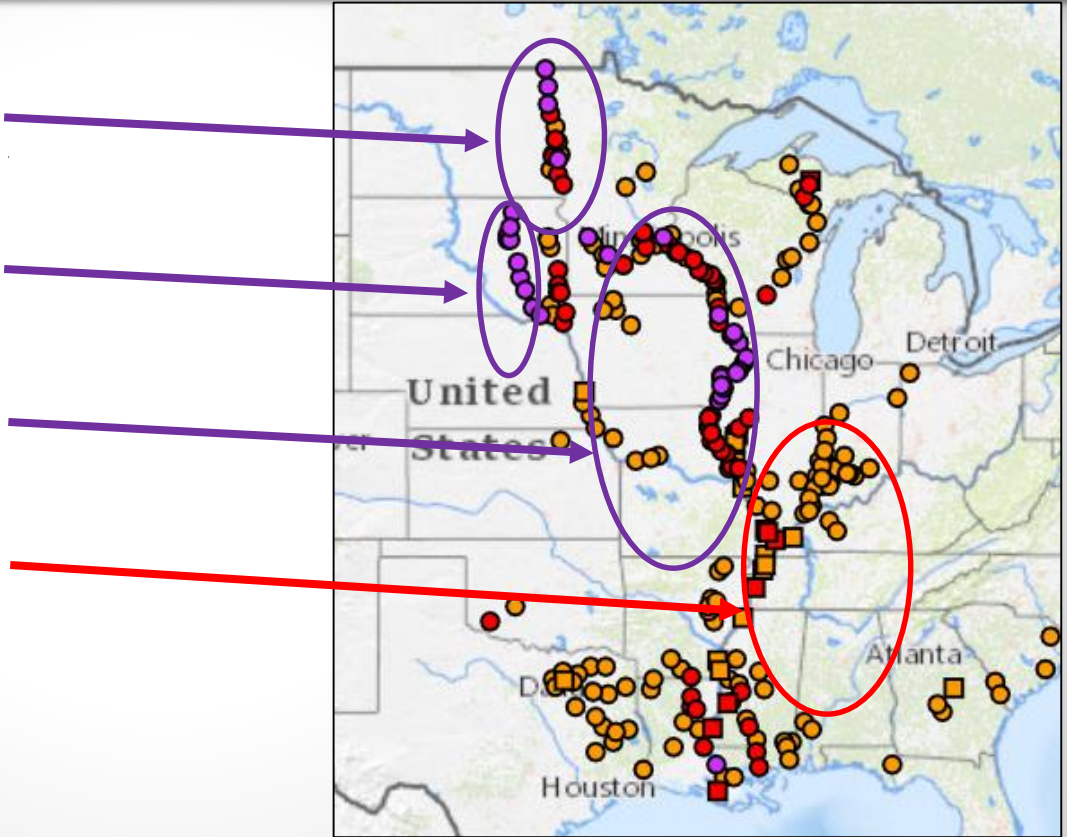 Minneapolis
Chicago
Detroit
United
States
Atlanta
Houston